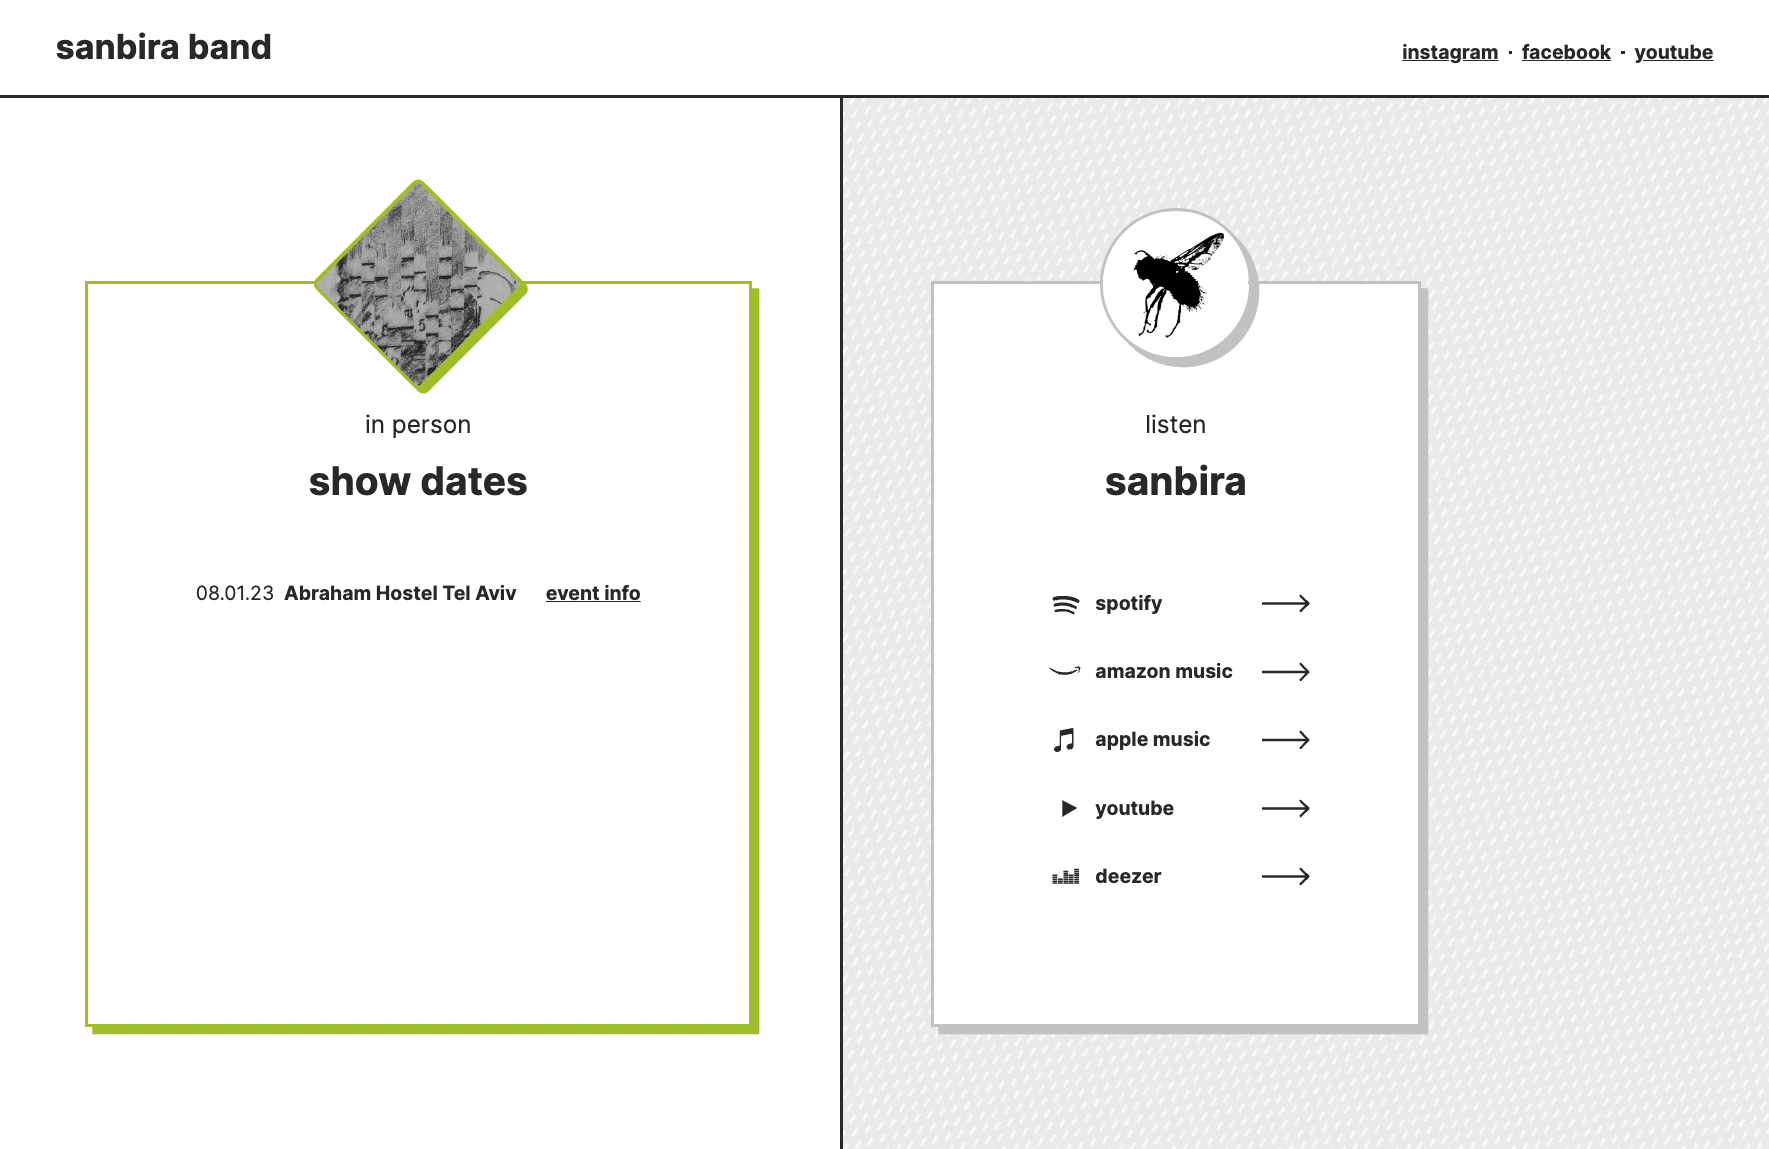 sanbira band
instagram · facebook · youtube
in person
show dates
08.01.23 Abraham Hostel Tel Aviv event info
listen
sanbira
spotify
amazon music
apple music
youtube
deezer